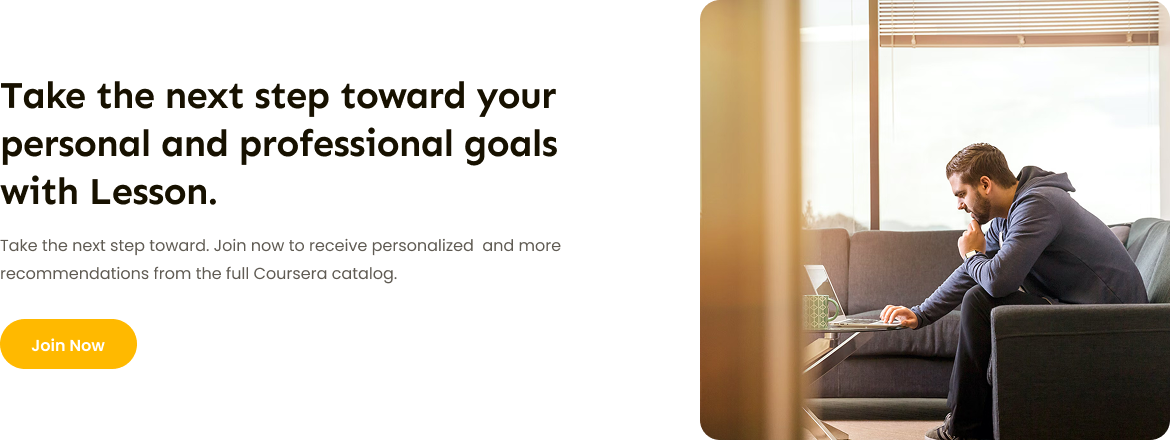 Take the next step toward your
personal and professional goals
with Lesson.
Take the next step toward. Join now to receive personalized  and more
recommendations from the full Coursera catalog.
Join Now